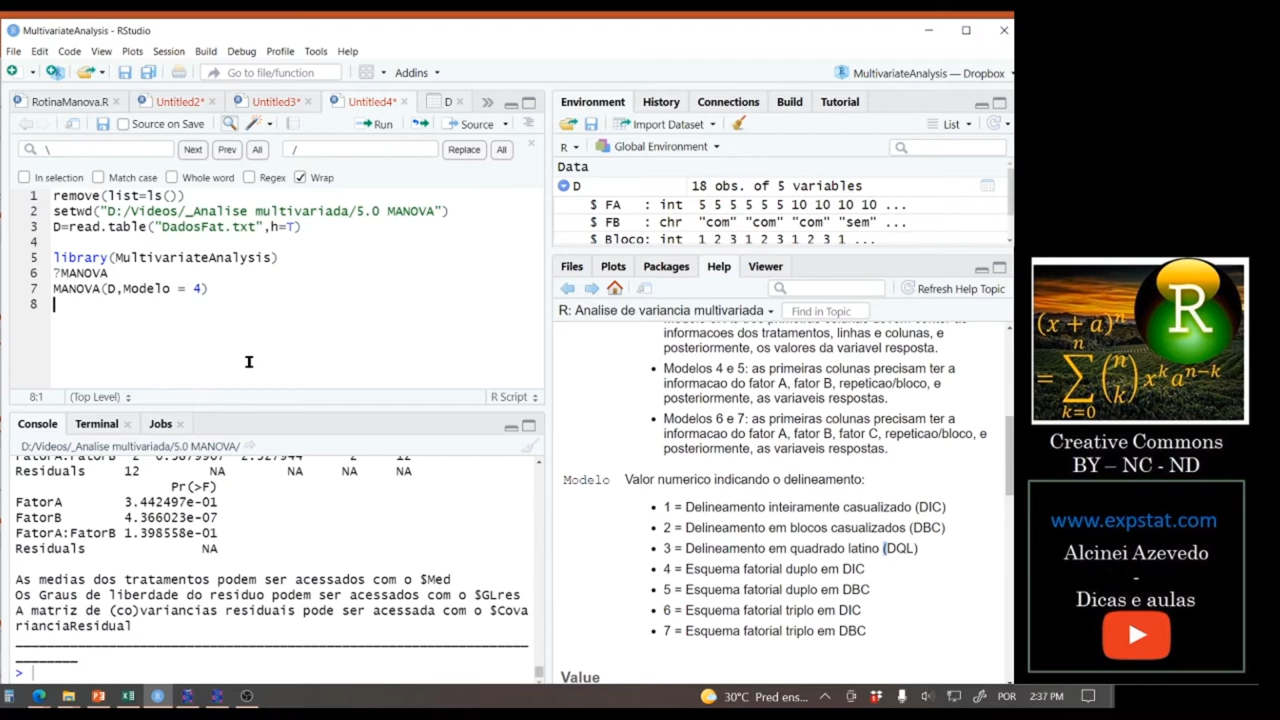 MultivariateAnalysis - RStudio
File Edit Code View Plots Session Build Debug Profile Tools Help
Go to file/function
Addins
MultivariateAnalysis — Dropbox
RotinaManova.R
Untitled2*
Untitled3*
Untitled4*
D
Source on Save
Run
Source
\
Next
Prev
All
/
Replace
All
In selection
Match case
Whole word
Regex
Wrap
1 remove(list=ls())
2 setwd("D:/Videos/_Analise multivariada/5.0 MANOVA")
3 D=read.table("DadosFat.txt",h=T)
4
5 library(MultivariateAnalysis)
6 ?MANOVA
7 MANOVA(D,Modelo = 4)
8
8:1
(Top Level)
R Script
Console
Terminal
Jobs
D:/Videos/_Analise multivariada/5.0 MANOVA/
Residuals 12 NA NA NA NA
Pr(>F)
FatorA 3.442497e-01
FatorB 4.366023e-07
FatorA:FatorB 1.398558e-01
Residuals NA
As medias dos tratamentos podem ser acessados com o $Med
Os Graus de liberdade do residuo podem ser acessados com o $GLres
A matriz de (co)variancias residuais pode ser acessada com o $Cova
rianciaResidual
>
Environment
History
Connections
Build
Tutorial
Import Dataset
List
R
Global Environment
Data
D 18 obs. of 5 variables
$ FA : int 5 5 5 5 5 5 10 10 10 10 ...
$ FB : chr "com" "com" "com" "sem" ...
$ Bloco: int 1 2 3 1 2 3 1 2 3 1 ...
Files
Plots
Packages
Help
Viewer
Refresh Help Topic
R: Analise de variancia multivariada
Find in Topic
informacoes dos tratamentos, linhas e colunas, e
posteriormente, os valores da variavel resposta.
• Modelos 4 e 5: as primeiras colunas precisam ter a
informacao do fator A, fator B, repeticao/bloco, e
posteriormente, as variaveis respostas.
• Modelos 6 e 7: as primeiras colunas precisam ter a
informacao do fator A, fator B, fator C, repeticao/bloco, e
posteriormente, as variaveis respostas.
Modelo Valor numerico indicando o delineamento:
• 1 = Delineamento inteiramente casualizado (DIC)
• 2 = Delineamento em blocos casualizados (DBC)
• 3 = Delineamento em quadrado latino (DQL)
• 4 = Esquema fatorial duplo em DIC
• 5 = Esquema fatorial duplo em DBC
• 6 = Esquema fatorial triplo em DIC
• 7 = Esquema fatorial triplo em DBC
Value
(x + a)^n
= ∑ k=0 n (n k) x^k a^n-k
R
Creative Commons
BY – NC - ND
www.expstat.com
Alcinei Azevedo
-
Dicas e aulas
30°C Pred ens...
POR
2:37 PM